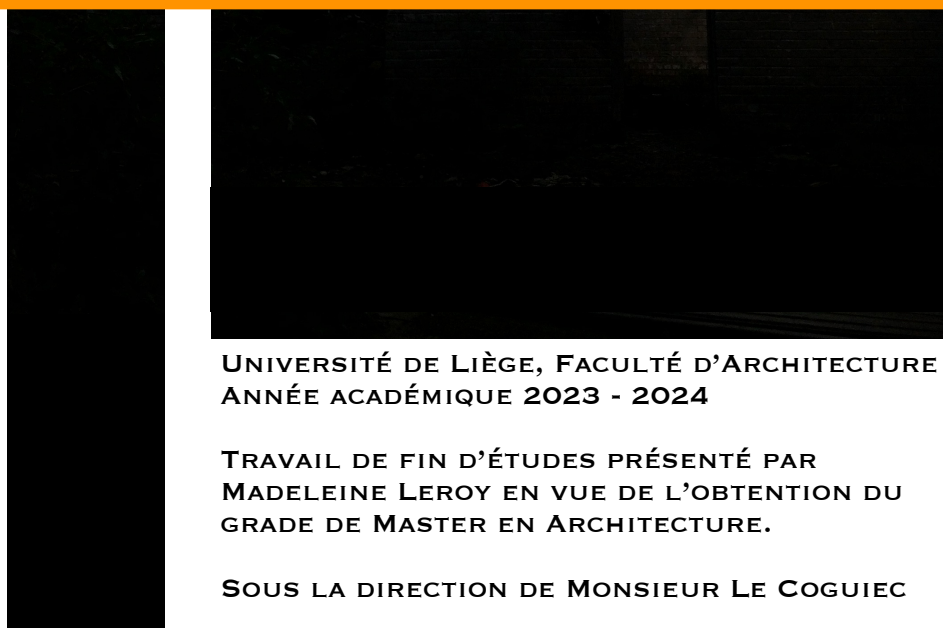 Université de Liège, Faculté d'Architecture
Année académique 2023 - 2024
Travail de fin d'études présenté par
Madeleine Leroy en vue de l'obtention du
grade de Master en Architecture.
Sous la direction de Monsieur Le Coguiec